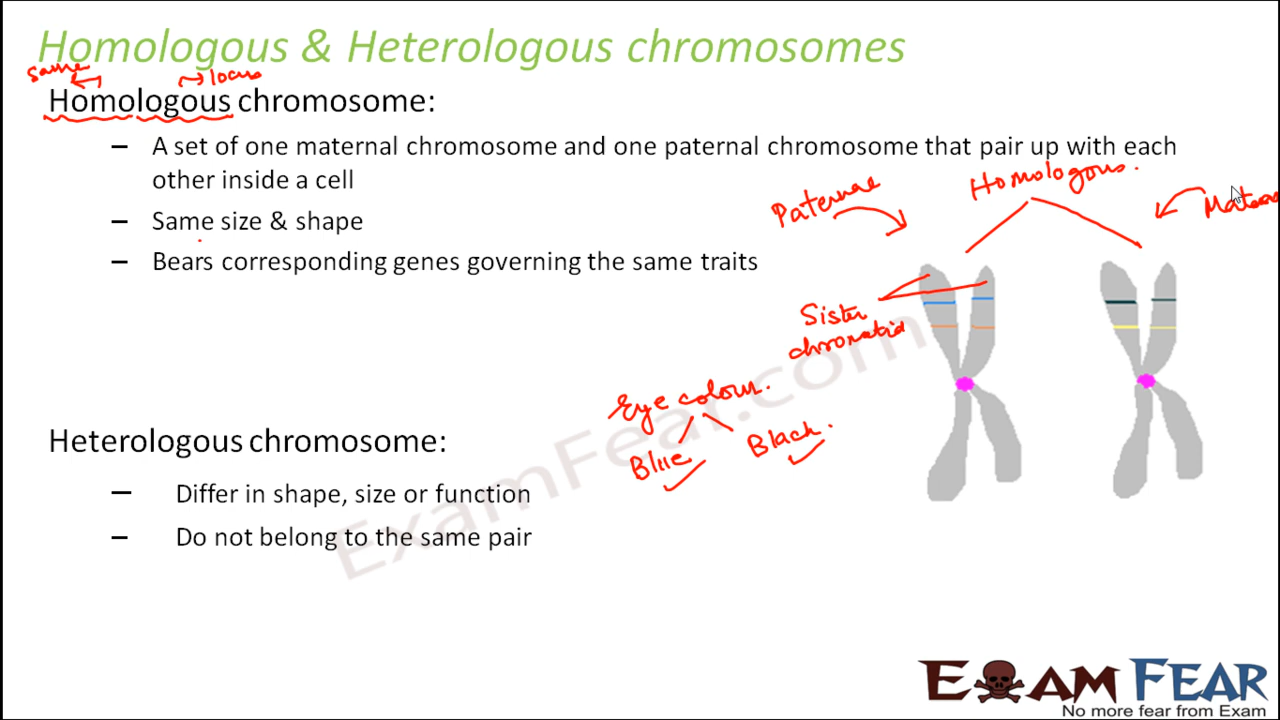 Homologous & Heterologous chromosomes
same
locus
Homologous chromosome:
– A set of one maternal chromosome and one paternal chromosome that pair up with each
other inside a cell
– Same size & shape
– Bears corresponding genes governing the same traits
Homologous.
Paternal
Sister
chromatid
Eye colour.
Blue
Black.
Heterologous chromosome:
– Differ in shape, size or function
– Do not belong to the same pair
ExamFear.com
EXAM FEAR
No more fear from Exam